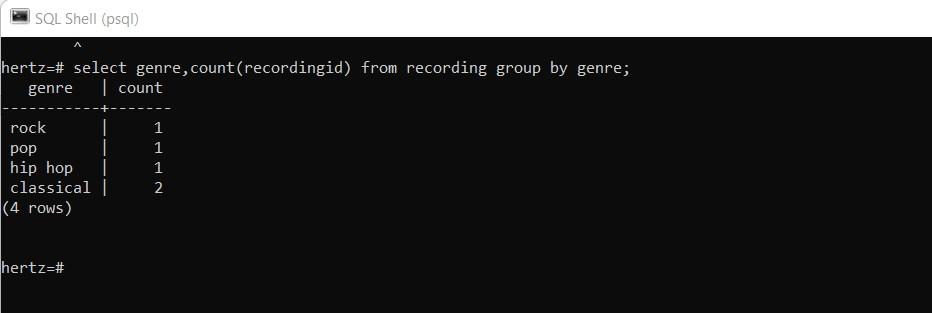 SQL Shell (psql)
^
hertz=# select genre,count(recordingid) from recording group by genre;
genre | count
-----------+-------
rock | 1
pop | 1
hip hop | 1
classical | 2
(4 rows)
hertz=#